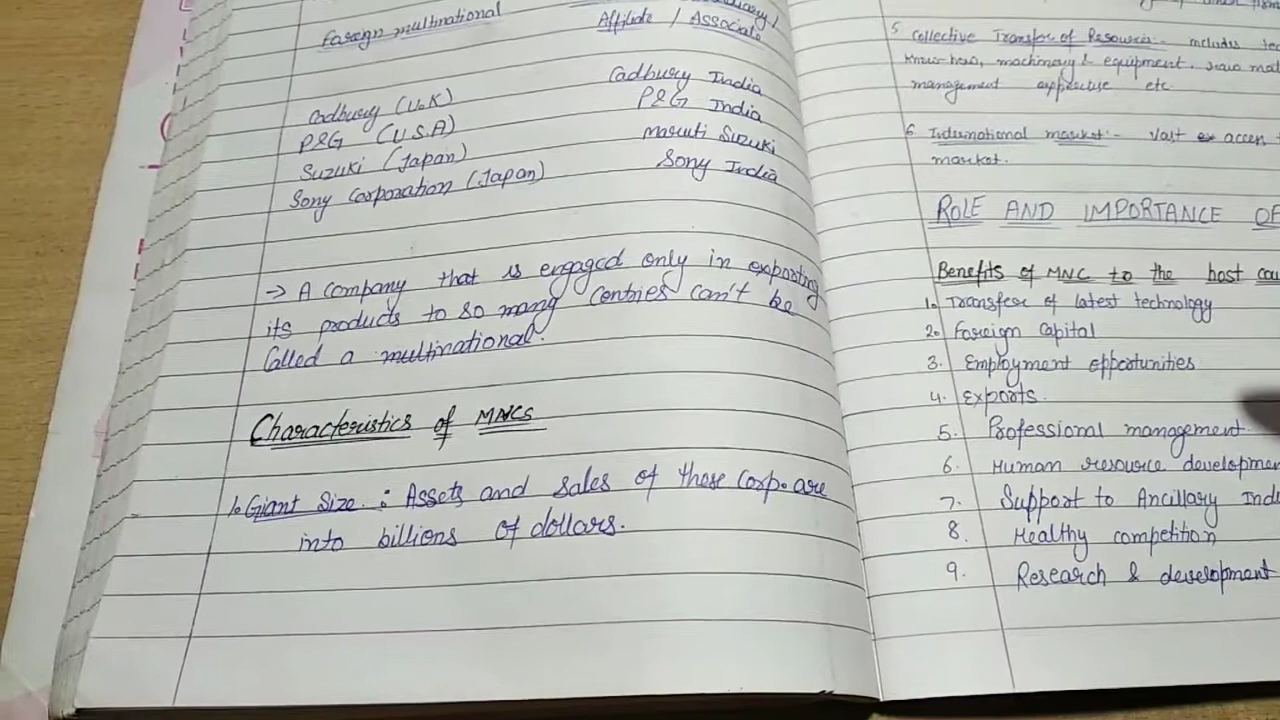 Foreign multinational
Affiliate / Associate
Cadbury (U.K) Cadbury India
P&G (U.S.A) P&G India
Suzuki (Japan) Maruti Suzuki
Sony Corporation (Japan) Sony India
→ A company that is engaged only in exporting
its products to so many centries can't be
Called a multinational.
Characteristics of MNCS
1. Giant Size : Assets and sales of these Corp. are
into billions of dollars.
5 Collective Transfer of Resources:- includes
know-how, machinery & equipment, raw
management expertise etc.
6. International market:- Vast acces
market.
ROLE AND IMPORTANCE OF
Benefits of MNC to the host
1. Transfer of latest technology
2. Foreign Capital
3. Employment opportunities
4. Exports
5. Professional management
6. Human resource
7. Support to Ancillary
8. Healthy competition
9. Research & development